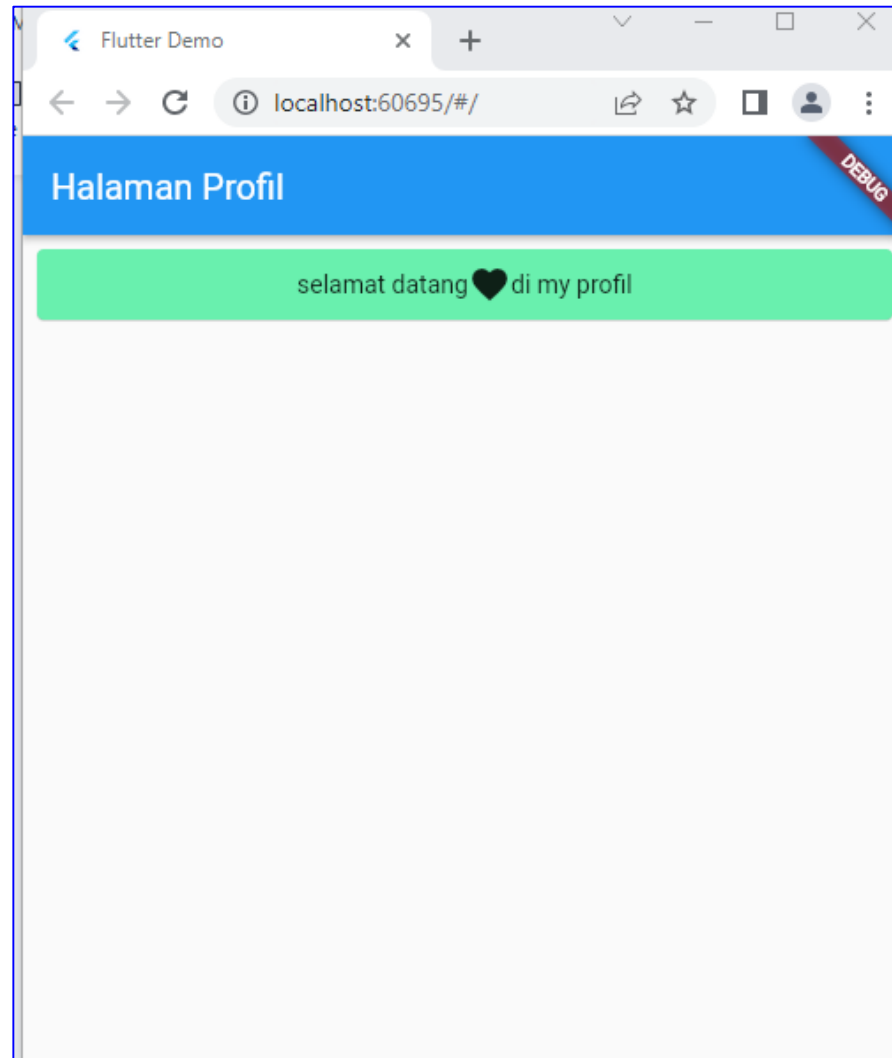 Flutter Demo
localhost:60695/#/
Halaman Profil
DEBUG
selamat datang di my profil